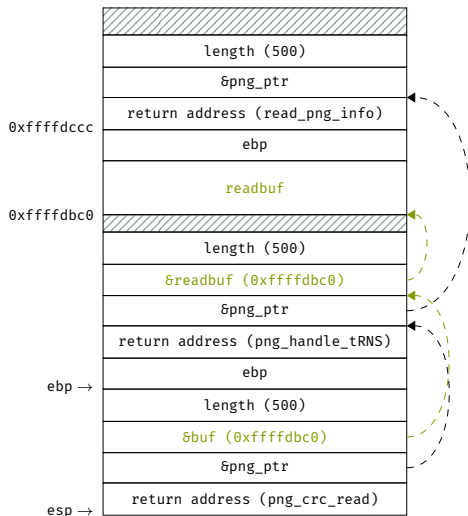 length (500)
&png_ptr
return address (read_png_info)
0xffffdccc
ebp
readbuf
0xffffdbc0
length (500)
&readbuf (0xffffdbc0)
&png_ptr
return address (png_handle_tRNS)
ebp
ebp →
length (500)
&buf (0xffffdbc0)
&png_ptr
return address (png_crc_read)
esp →